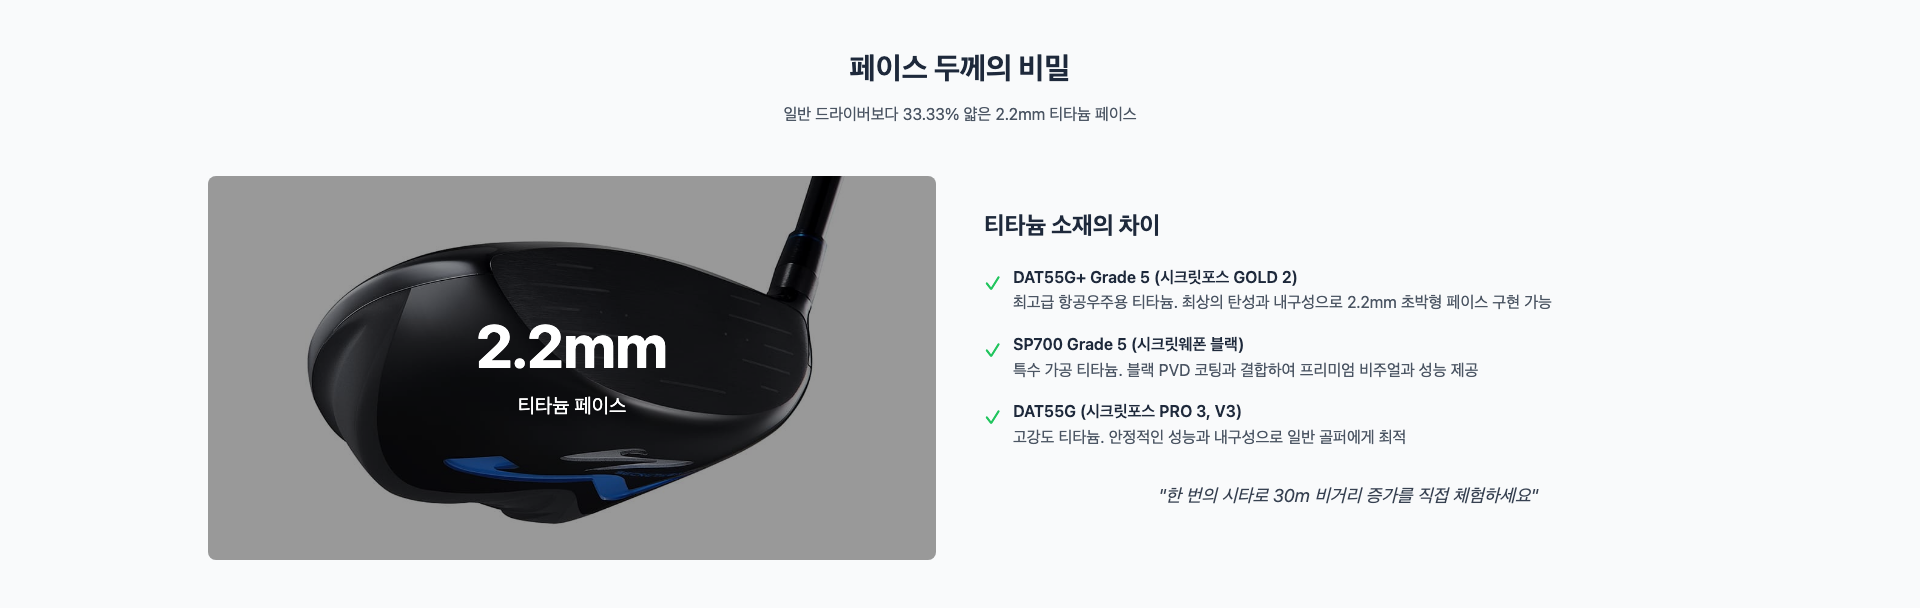 페이스 두께의 비밀
일반 드라이버보다 33.33% 얇은 2.2mm 티타늄 페이스
2.2mm
티타늄 페이스
티타늄 소재의 차이
DAT55G+ Grade 5 (시크릿포스 GOLD 2)
최고급 항공우주용 티타늄. 최상의 탄성과 내구성으로 2.2mm 초박형 페이스 구현 가능
SP700 Grade 5 (시크릿웨폰 블랙)
특수 가공 티타늄. 블랙 PVD 코팅과 결합하여 프리미엄 비주얼과 성능 제공
DAT55G (시크릿포스 PRO 3, V3)
고강도 티타늄. 안정적인 성능과 내구성으로 일반 골퍼에게 최적
"한 번의 시타로 30m 비거리 증가를 직접 체험하세요"